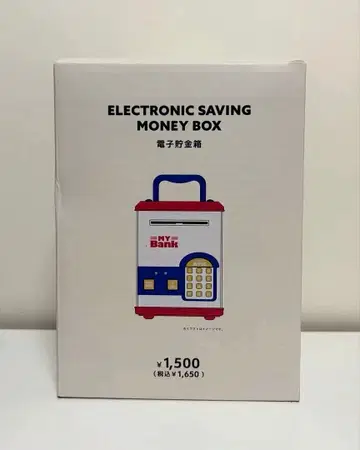 ELECTRONIC SAVING
MONEY BOX
電子貯金箱
MY
Bank
¥1,500
(税込¥1,650)